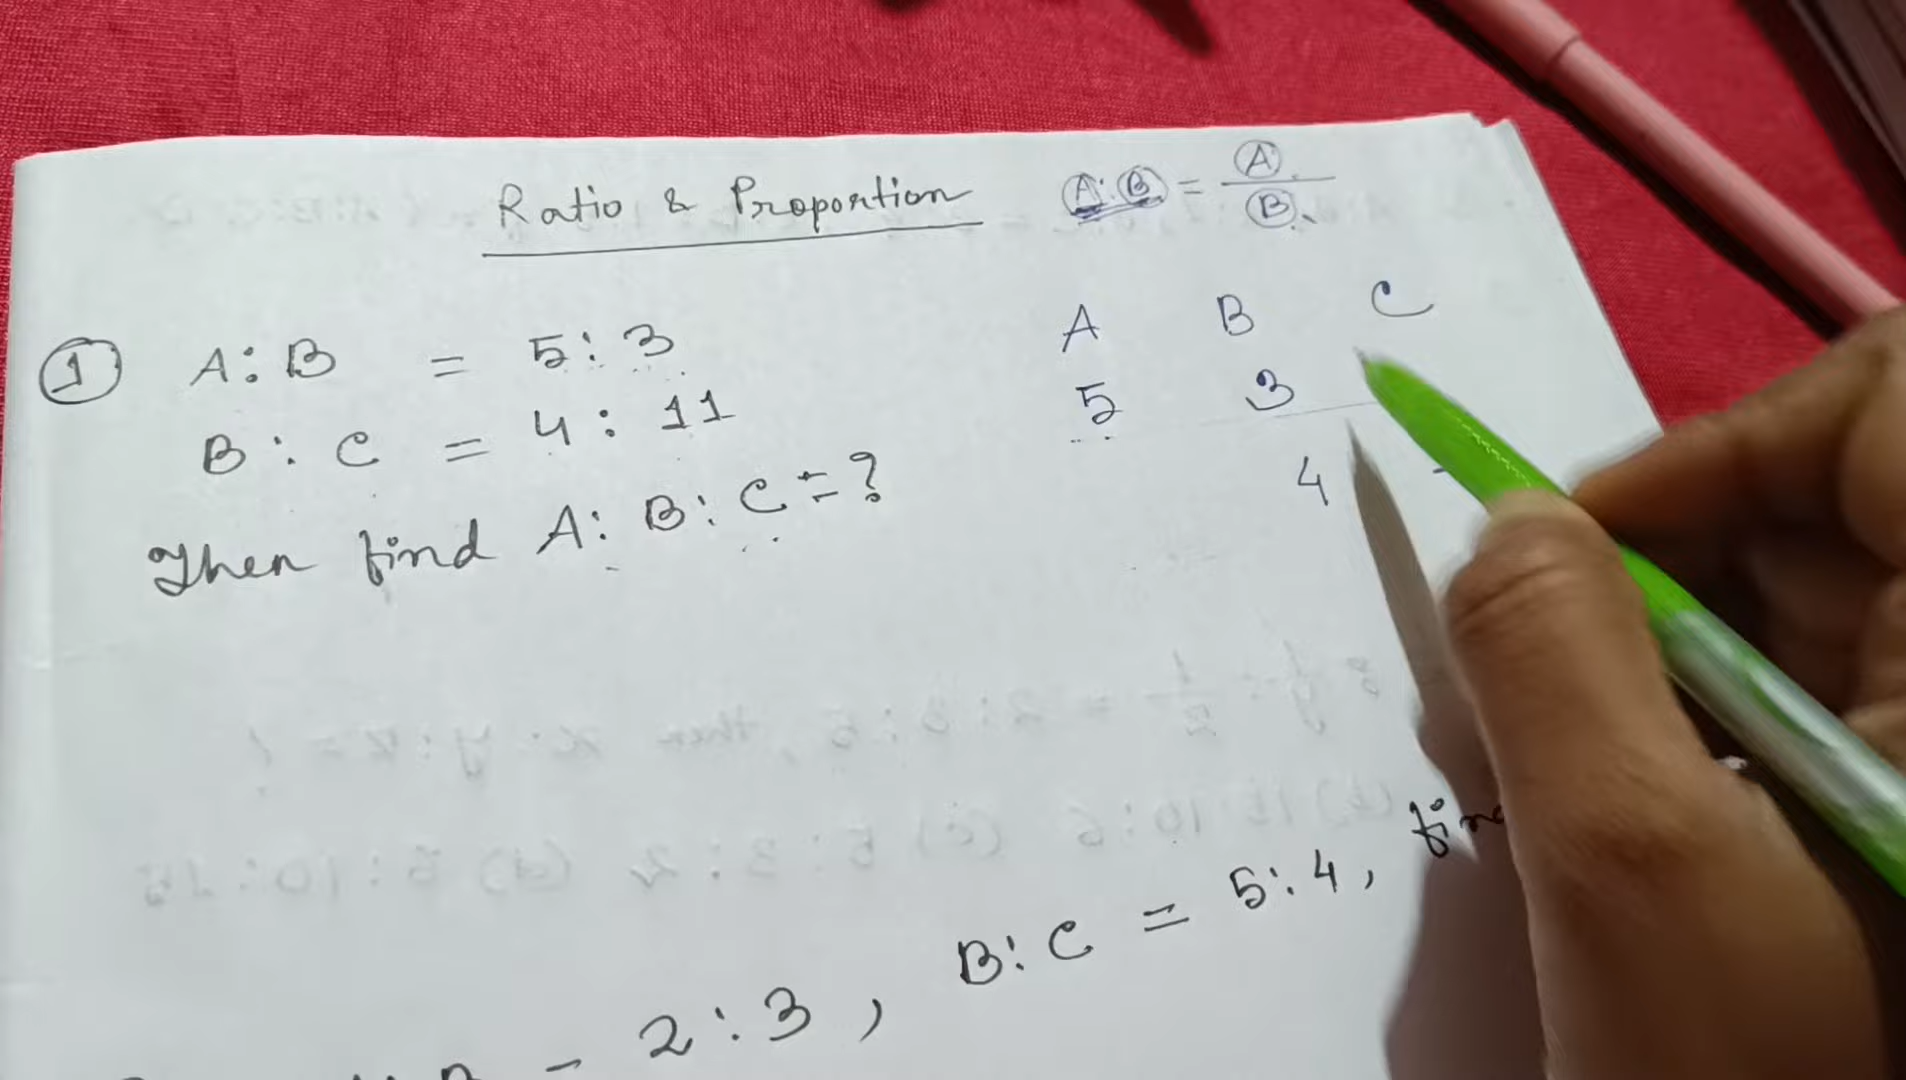 Ratio & Proportion
A:B = A/B
① A:B = 5:3
B:C = 4:11
Then find A:B:C=?
A B C
5 3
4
2:3, B:C = 5:4,